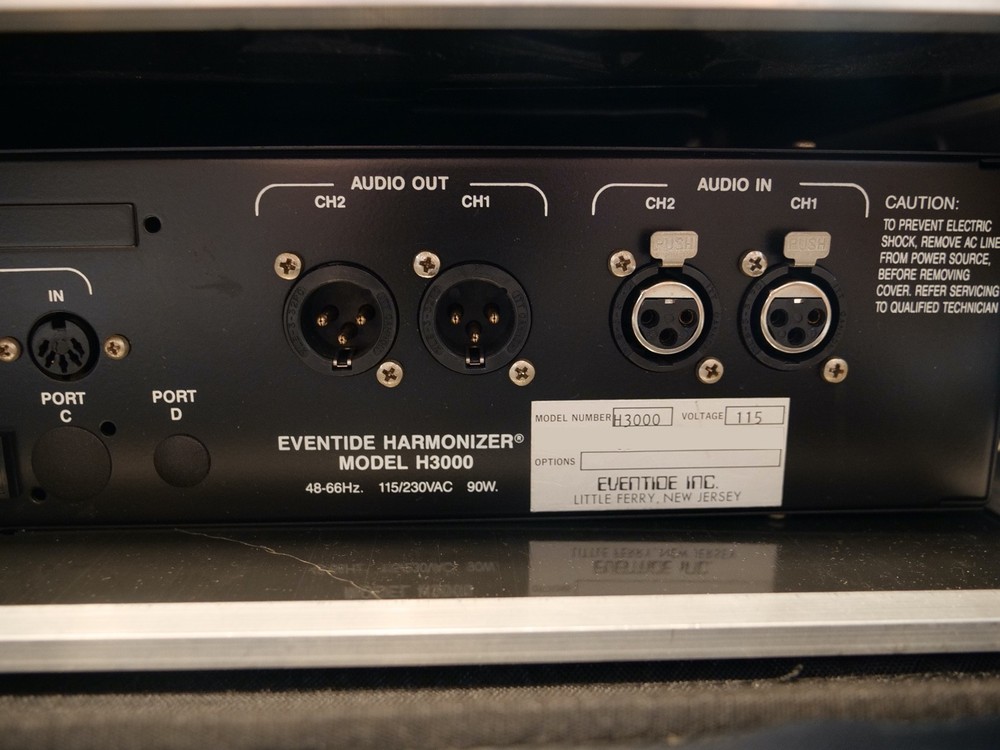 AUDIO OUT
CH2 CH1
AUDIO IN
CH2 CH1
PUSH PUSH
CAUTION:
TO PREVENT ELECTRIC
SHOCK, REMOVE AC LINE
FROM POWER SOURCE,
BEFORE REMOVING
COVER. REFER SERVICING
TO QUALIFIED TECHNICIAN
IN
PORT
C
PORT
D
EVENTIDE HARMONIZER®
MODEL H3000
48-66Hz. 115/230VAC 90W.
MODEL NUMBER H3000 VOLTAGE 115
OPTIONS
EVENTIDE INC.
LITTLE FERRY, NEW JERSEY